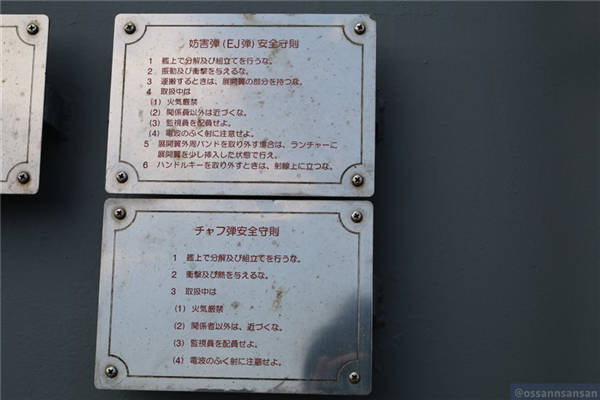 妨害弾(EJ弾)安全守則
1 艦上で分解及び組立てを行うな。
2 振動及び衝撃を与えるな。
3 運搬するときは、展開翼の部分を持つな。
4 取扱中は
(1) 火気厳禁
(2) 関係員以外は近づくな。
(3) 監視員を配員せよ。
(4) 電波のふく射に注意せよ。
5 展開翼外周バンドを取り外す場合は、ランチャーに
展開翼を少し挿入した状態で行え。
6 ハンドルキーを取り外すときは、射線上に立つな。
チャフ弾安全守則
1 艦上で分解及び組立てを行うな。
2 衝撃及び熱を与えるな。
3 取扱中は
(1) 火気厳禁
(2) 関係者以外は、近づくな。
(3) 監視員を配員せよ。
(4) 電波のふく射に注意せよ。
@ossannsansan